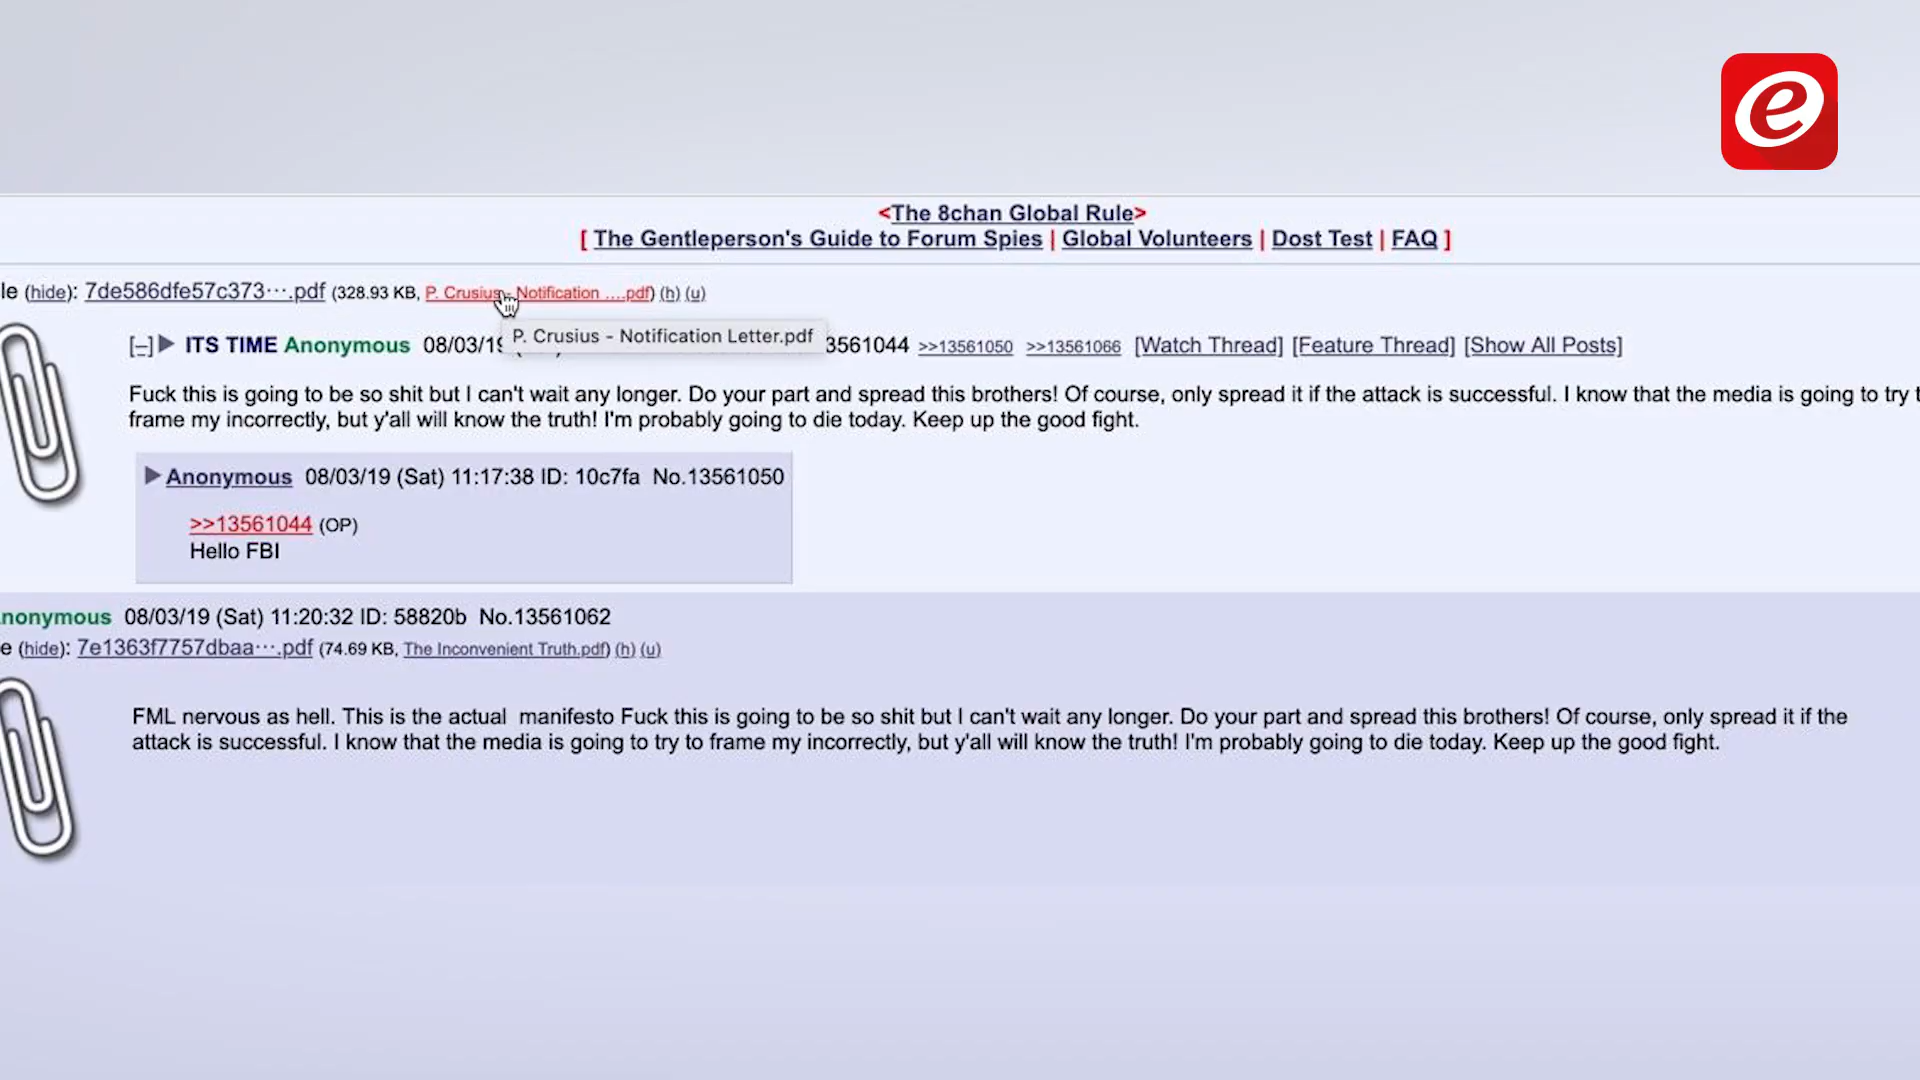 <The 8chan Global Rule>
[ The Gentleperson's Guide to Forum Spies | Global Volunteers | Dost Test | FAQ ]
le (hide): 7de586dfe57c373···.pdf (328.93 KB, P. Crusius - Notification ....pdf) (h) (u)
P. Crusius - Notification Letter.pdf
[–] ITS TIME Anonymous 08/03/19 3561044 >>13561050 >>13561066 [Watch Thread] [Feature Thread] [Show All Posts]
Fuck this is going to be so shit but I can't wait any longer. Do your part and spread this brothers! Of course, only spread it if the attack is successful. I know that the media is going to try t
frame my incorrectly, but y'all will know the truth! I'm probably going to die today. Keep up the good fight.
Anonymous 08/03/19 (Sat) 11:17:38 ID: 10c7fa No.13561050
>>13561044 (OP)
Hello FBI
nonymous 08/03/19 (Sat) 11:20:32 ID: 58820b No.13561062
e (hide): 7e1363f7757dbaa···.pdf (74.69 KB, The Inconvenient Truth.pdf) (h) (u)
FML nervous as hell. This is the actual manifesto Fuck this is going to be so shit but I can't wait any longer. Do your part and spread this brothers! Of course, only spread it if the
attack is successful. I know that the media is going to try to frame my incorrectly, but y'all will know the truth! I'm probably going to die today. Keep up the good fight.
e